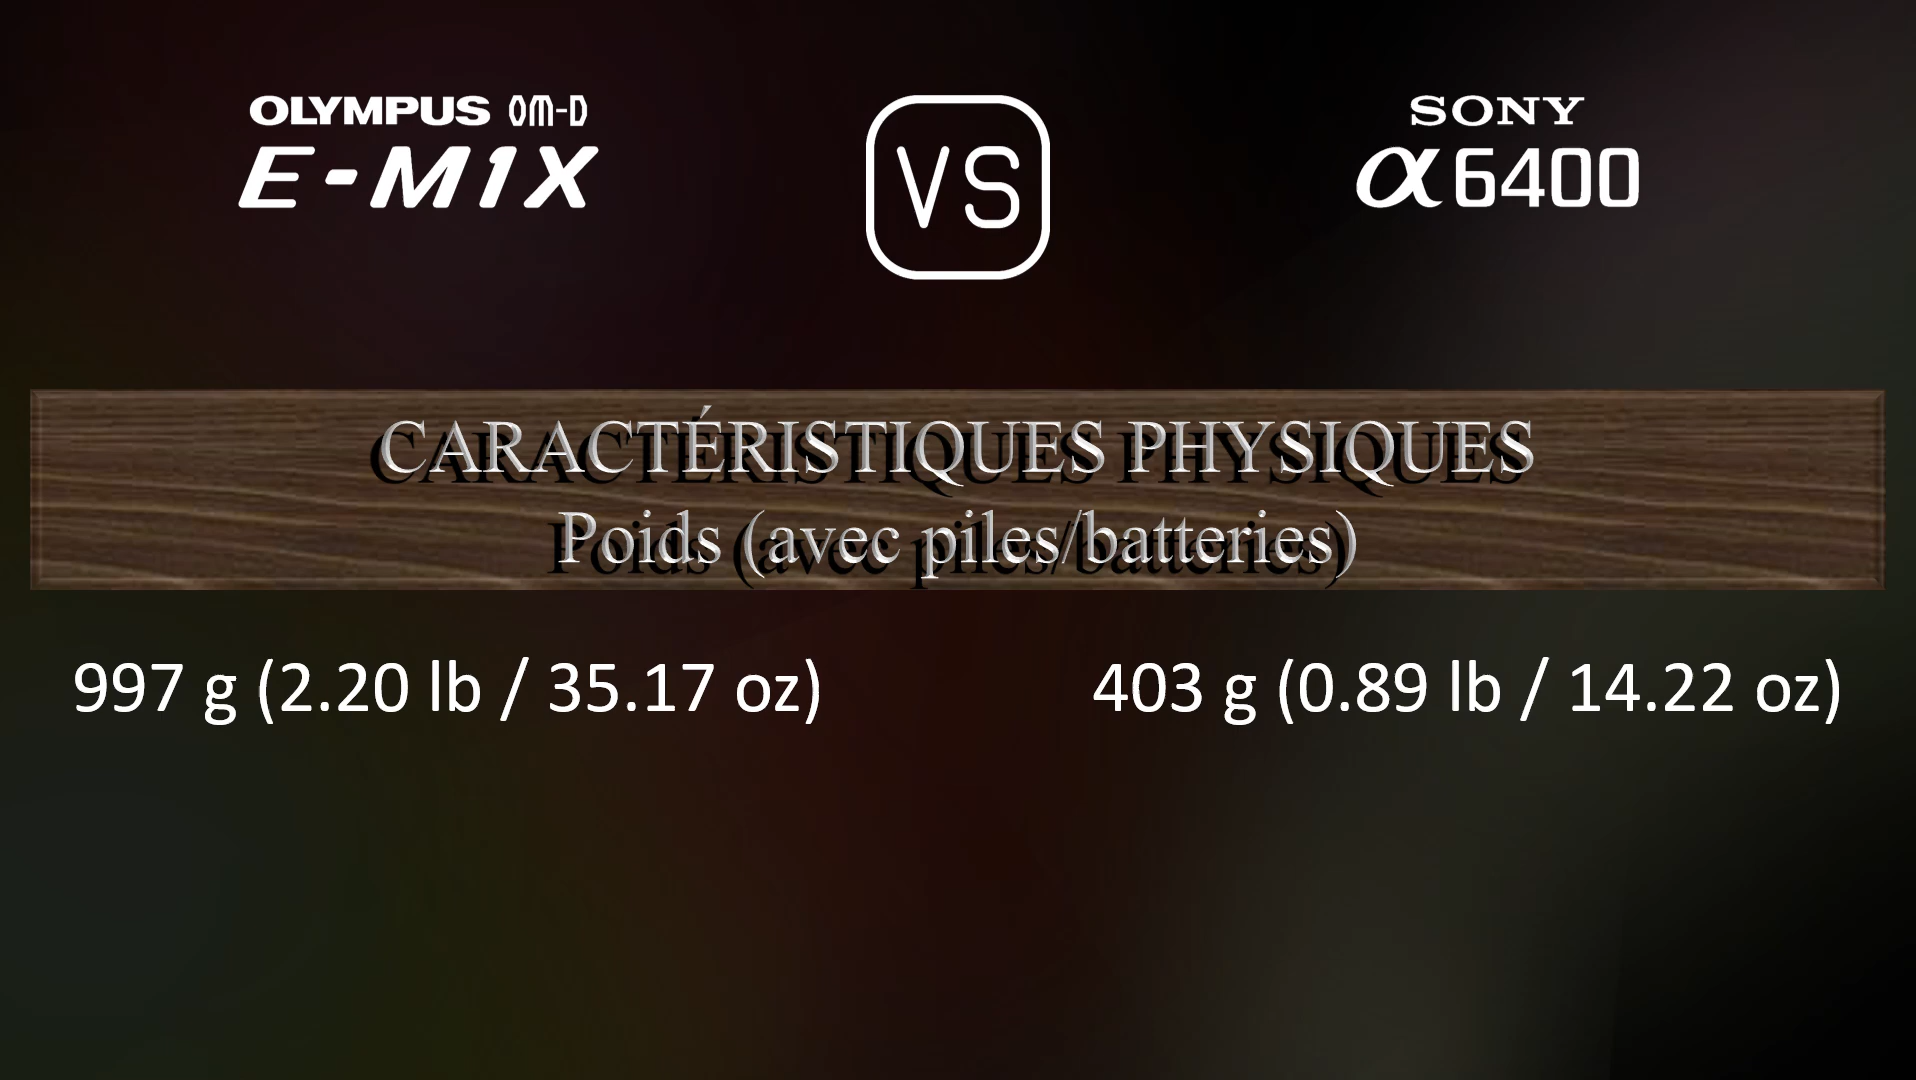 OLYMPUS OM-D
E-M1X
VS
SONY
α6400
CARACTÉRISTIQUES PHYSIQUES
Poids (avec piles/batteries)
997 g (2.20 lb / 35.17 oz)
403 g (0.89 lb / 14.22 oz)